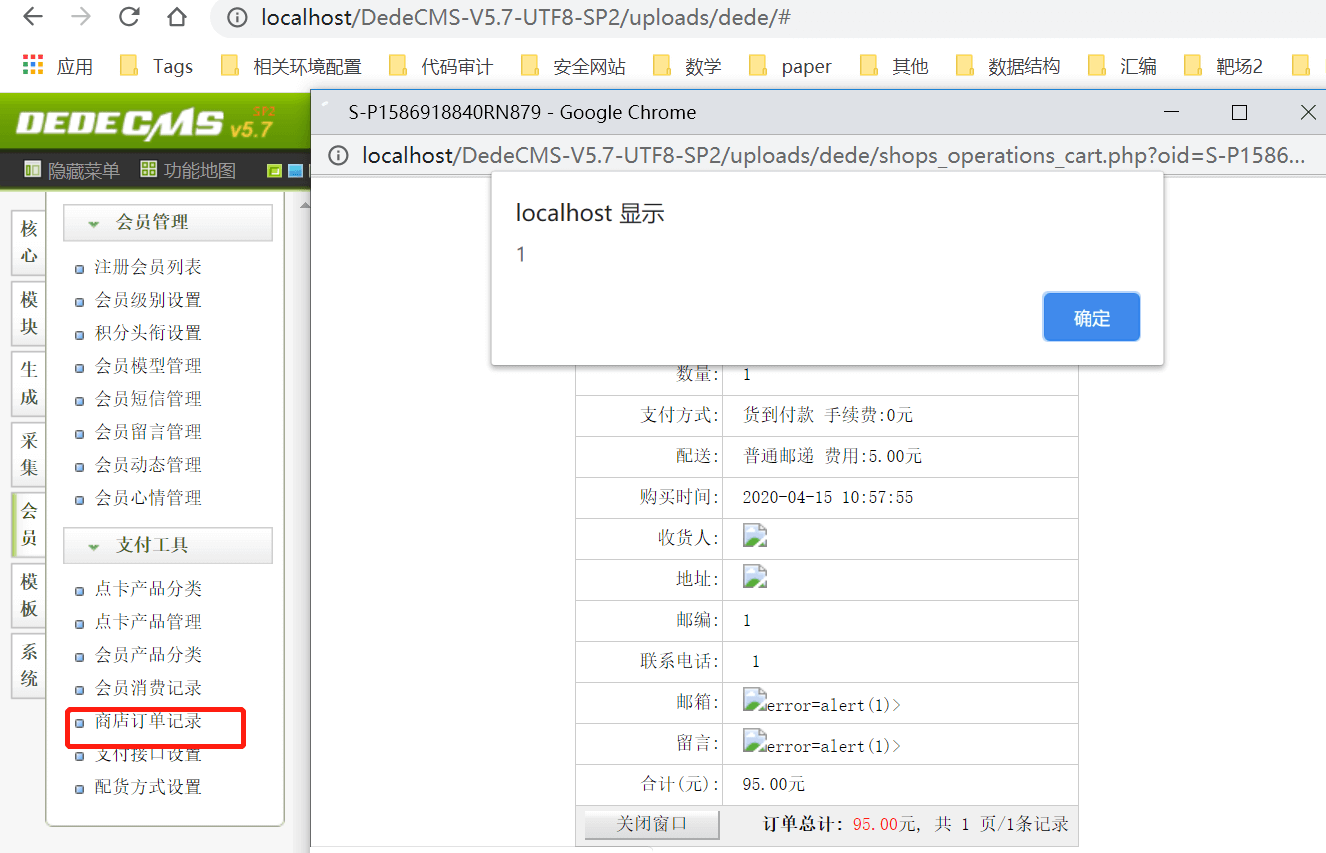 localhost/DedeCMS-V5.7-UTF8-SP2/uploads/dede/#
应用 Tags 相关环境配置 代码审计 安全网站 数学 paper 其他 数据结构 汇编 靶场2
DEDECMS v5.7 SP2
S-P1586918840RN879 - Google Chrome
localhost/DedeCMS-V5.7-UTF8-SP2/uploads/dede/shops_operations_cart.php?oid=S-P1586...
隐藏菜单 功能地图
localhost 显示
1
确定
核心
模块
生成
采集
会员
模板
系统
会员管理
注册会员列表
会员级别设置
积分头衔设置
会员模型管理
会员短信管理
会员留言管理
会员动态管理
会员心情管理
支付工具
点卡产品分类
点卡产品管理
会员产品分类
会员消费记录
商店订单记录
支付接口设置
配货方式设置
数量: 1
支付方式: 货到付款 手续费:0元
配送: 普通邮递 费用:5.00元
购买时间: 2020-04-15 10:57:55
收货人:
地址:
邮编: 1
联系电话: 1
邮箱: error=alert(1)>
留言: error=alert(1)>
合计(元): 95.00元
关闭窗口 订单总计: 95.00元, 共 1 页/1条记录